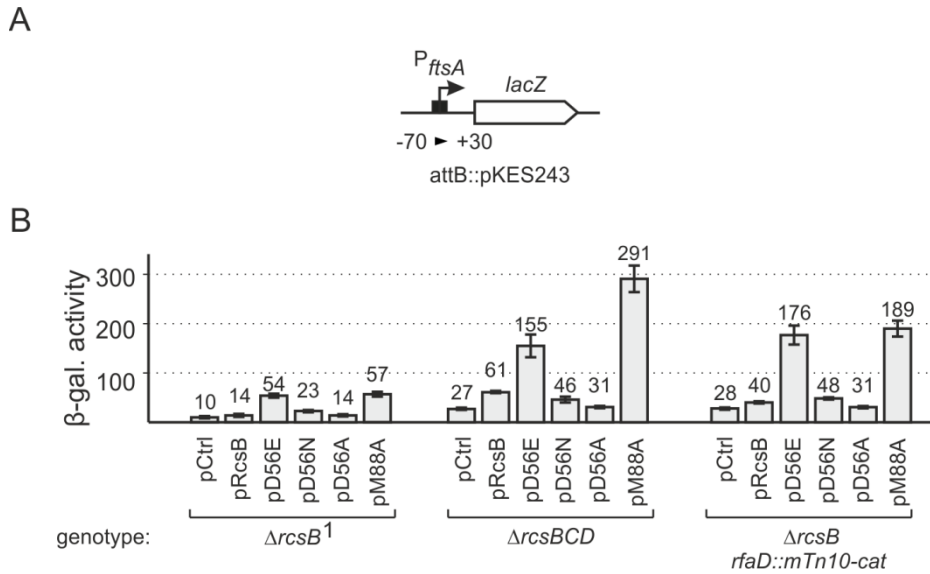 A
PftsA
lacZ
-70 ► +30
attB::pKES243
B
β-gal. activity
300
200
100
10
14
54
23
14
57
27
61
155
46
31
291
28
40
176
48
31
189
pCtrl
pRcsB
pD56E
pD56N
pD56A
pM88A
pCtrl
pRcsB
pD56E
pD56N
pD56A
pM88A
pCtrl
pRcsB
pD56E
pD56N
pD56A
pM88A
genotype:
ΔrcsB¹
ΔrcsBCD
ΔrcsB
rfaD::mTn10-cat